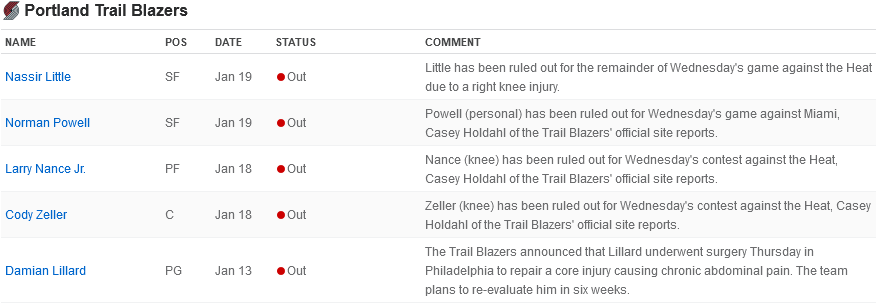 Portland Trail Blazers
NAME POS DATE STATUS COMMENT
Nassir Little SF Jan 19 Out Little has been ruled out for the remainder of Wednesday's game against the Heat
due to a right knee injury.
Norman Powell SF Jan 19 Out Powell (personal) has been ruled out for Wednesday's game against Miami,
Casey Holdahl of the Trail Blazers' official site reports.
Larry Nance Jr. PF Jan 18 Out Nance (knee) has been ruled out for Wednesday's contest against the Heat,
Casey Holdahl of the Trail Blazers' official site reports.
Cody Zeller C Jan 18 Out Zeller (knee) has been ruled out for Wednesday's contest against the Heat, Casey
Holdahl of the Trail Blazers' official site reports.
The Trail Blazers announced that Lillard underwent surgery Thursday in
Damian Lillard PG Jan 13 Out Philadelphia to repair a core injury causing chronic abdominal pain. The team
plans to re-evaluate him in six weeks.